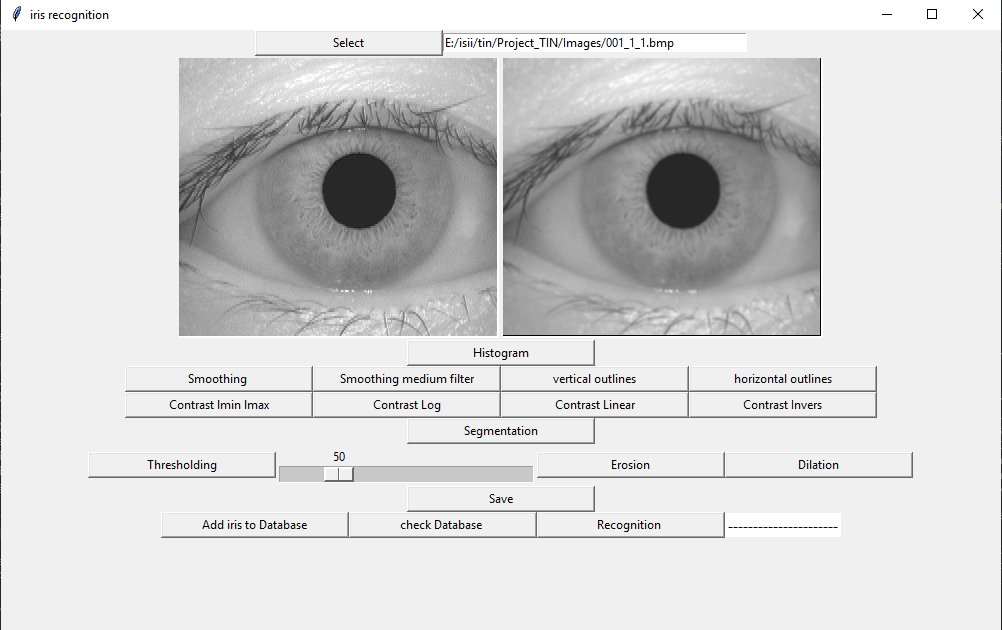 iris recognition
Select E:/isii/tin/Project_TIN/Images/001_1_1.bmp
Histogram
Smoothing Smoothing medium filter vertical outlines horizontal outlines
Contrast Imin Imax Contrast Log Contrast Linear Contrast Invers
Segmentation
50
Thresholding Erosion Dilation
Save
Add iris to Database check Database Recognition ----------------------